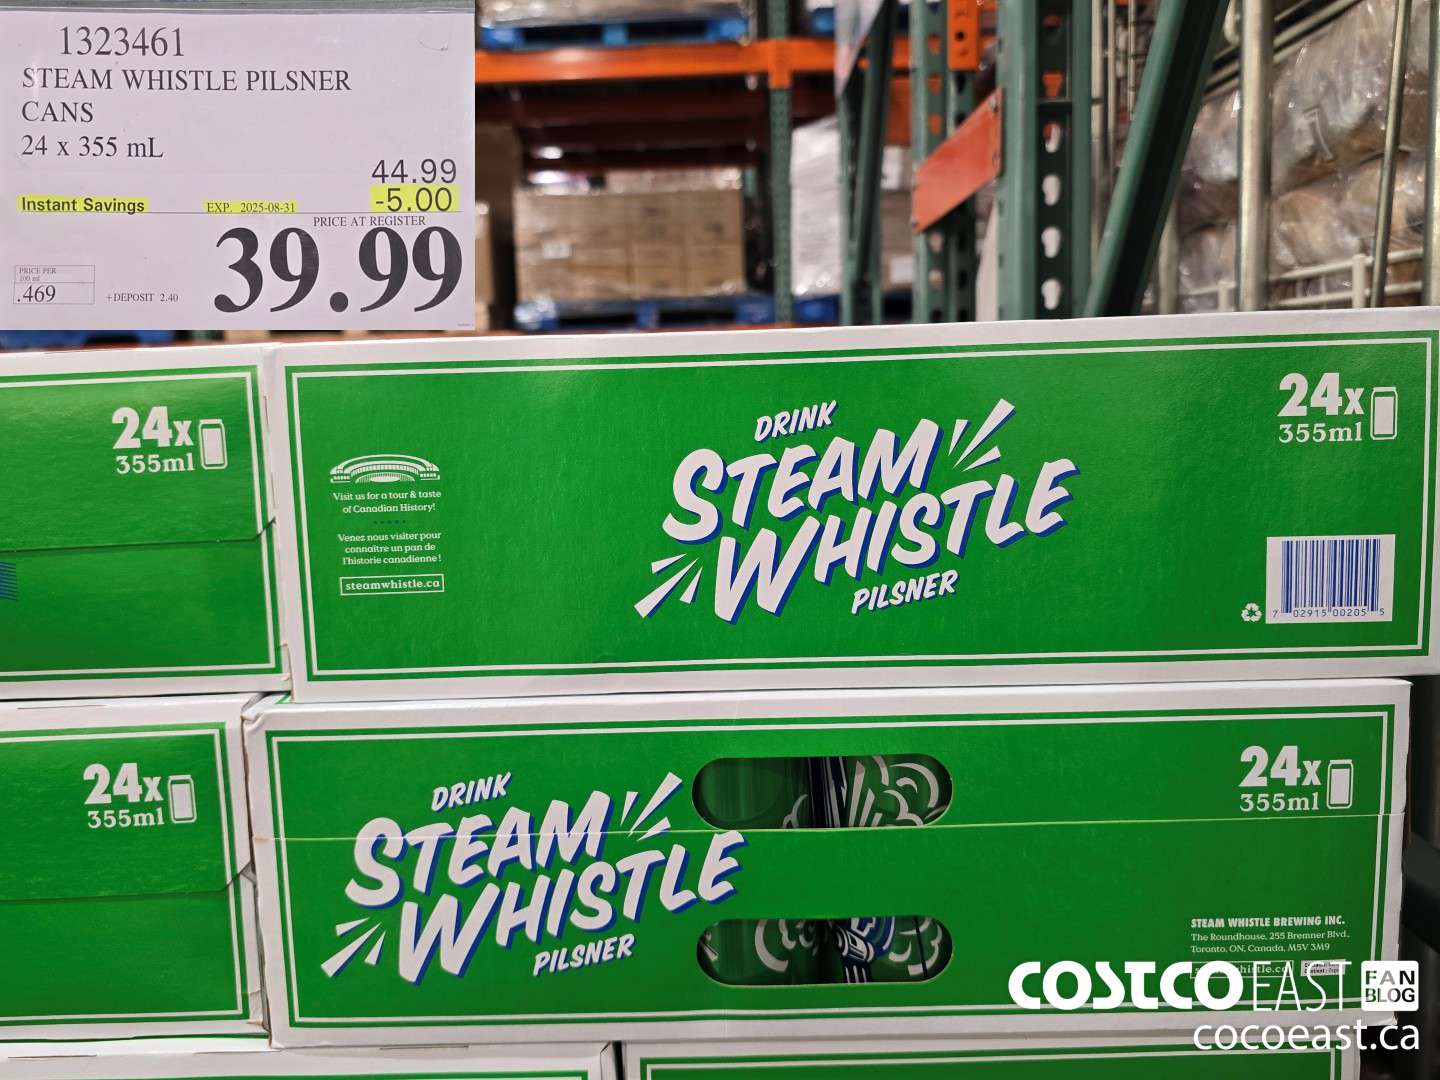 1323461
STEAM WHISTLE PILSNER
CANS
24 x 355 mL
44.99
Instant Savings EXP. 2025-08-31 -5.00
PRICE AT REGISTER
39.99
PRICE PER
100 ml
.469
+DEPOSIT 2.40
24x
355ml
Visit us for a tour & taste
of Canadian History!
Venez nous visiter pour
connaître un pan de
l'historie canadienne!
steamwhistle.ca
DRINK
STEAM
WHISTLE
PILSNER
24x
355ml
7 02915 00205 5
24x
355ml
DRINK
STEAM
WHISTLE
PILSNER
24x
355ml
STEAM WHISTLE BREWING INC.
The Roundhouse, 255 Bremner Blvd.,
Toronto, ON, Canada, M5V 3M9
COSTCO EAST FAN
BLOG
cocoeast.ca